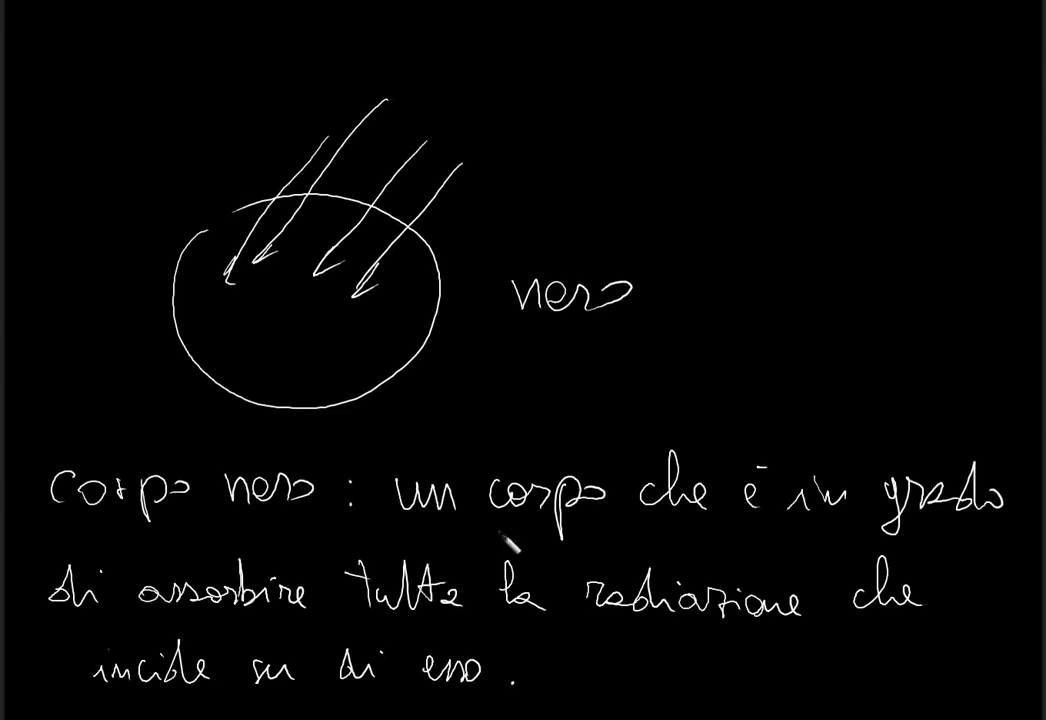 nero
corpo nero : un corpo che è in grado
di assorbire tutta la radiazione che
incide su di esso.